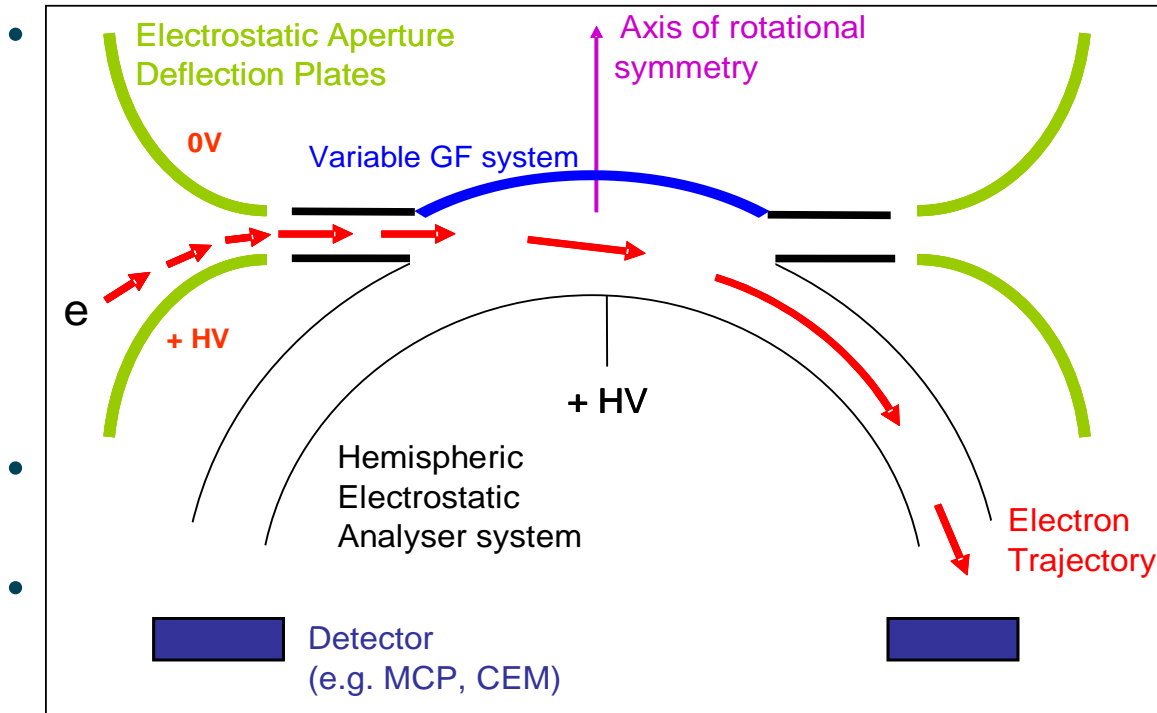 Electrostatic Aperture
Deflection Plates
Axis of rotational
symmetry
0V
Variable GF system
e
+ HV
+ HV
Hemispheric
Electrostatic
Analyser system
Electron
Trajectory
Detector
(e.g. MCP, CEM)